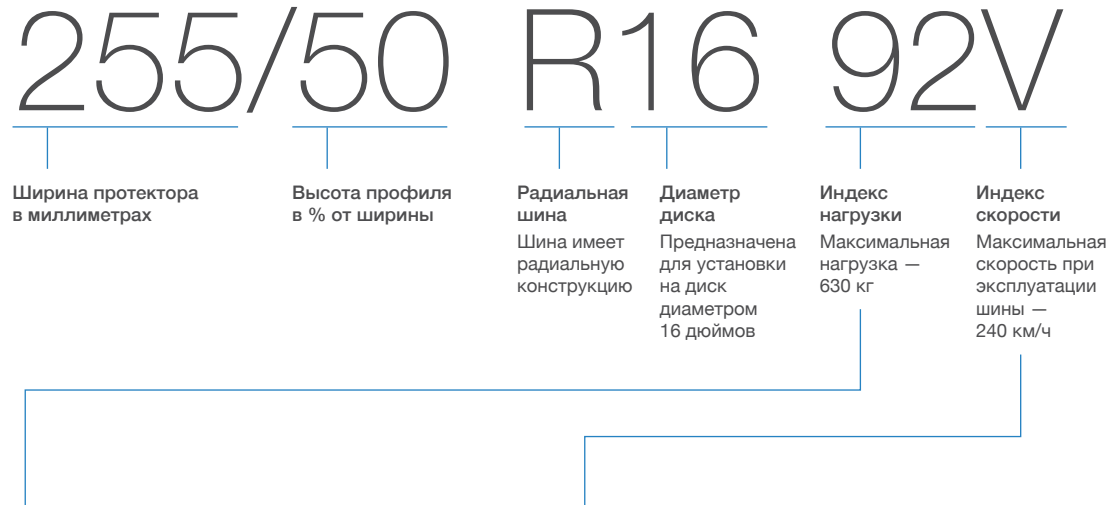 255/50 R16 92V
Ширина протектора
в миллиметрах
Высота профиля
в % от ширины
Радиальная
шина
Шина имеет
радиальную
конструкцию
Диаметр
диска
Предназначена
для установки
на диск
диаметром
16 дюймов
Индекс
нагрузки
Максимальная
нагрузка —
630 кг
Индекс
скорости
Максимальная
скорость при
эксплуатации
шины —
240 км/ч